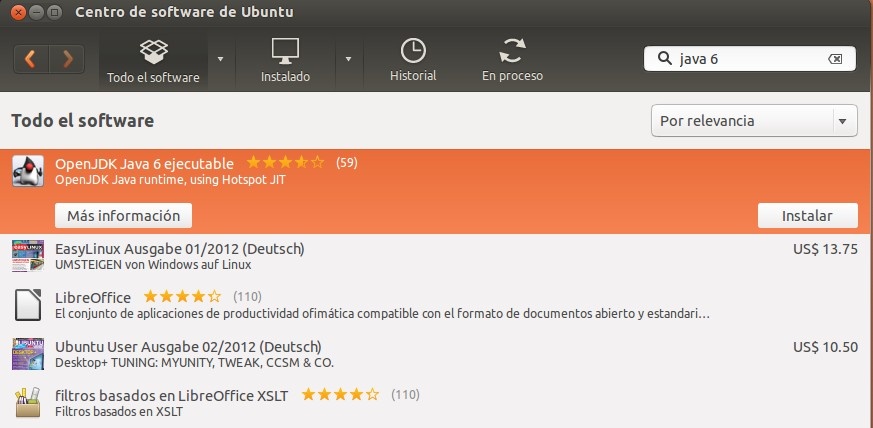 Centro de software de Ubuntu
Todo el software
Instalado
Historial
En proceso
java 6
Todo el software
Por relevancia
OpenJDK Java 6 ejecutable (59)
OpenJDK Java runtime, using Hotspot JIT
Más información
Instalar
EasyLinux Ausgabe 01/2012 (Deutsch) US$ 13.75
UMSTEIGEN von Windows auf Linux
LibreOffice (110)
El conjunto de aplicaciones de productividad ofimática compatible con el formato de documentos abierto y estandari...
Ubuntu User Ausgabe 02/2012 (Deutsch) US$ 10.50
Desktop+ TUNING: MYUNITY, TWEAK, CCSM & CO.
filtros basados en LibreOffice XSLT (110)
Filtros basados en XSLT